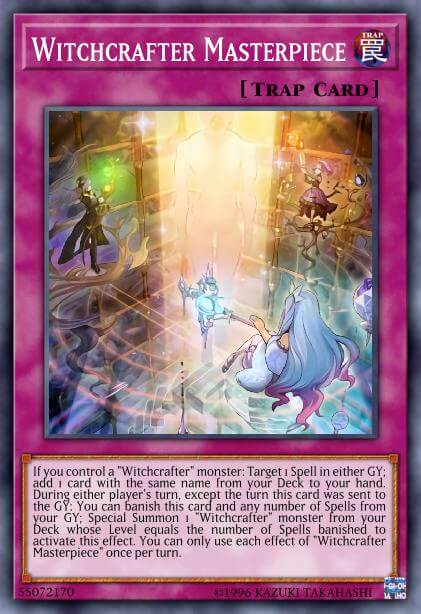 WITCHCRAFTER MASTERPIECE
TRAP
罠
[TRAP CARD]
If you control a "Witchcrafter" monster: Target 1 Spell in either GY;
add 1 card with the same name from your Deck to your hand.
During either player's turn, except the turn this card was sent to
the GY: You can banish this card and any number of Spells from
your GY; Special Summon 1 "Witchcrafter" monster from your
Deck whose Level equals the number of Spells banished to
activate this effect. You can only use each effect of "Witchcrafter
Masterpiece" once per turn.
55072170
©1996 KAZUKI TAKAHASHI